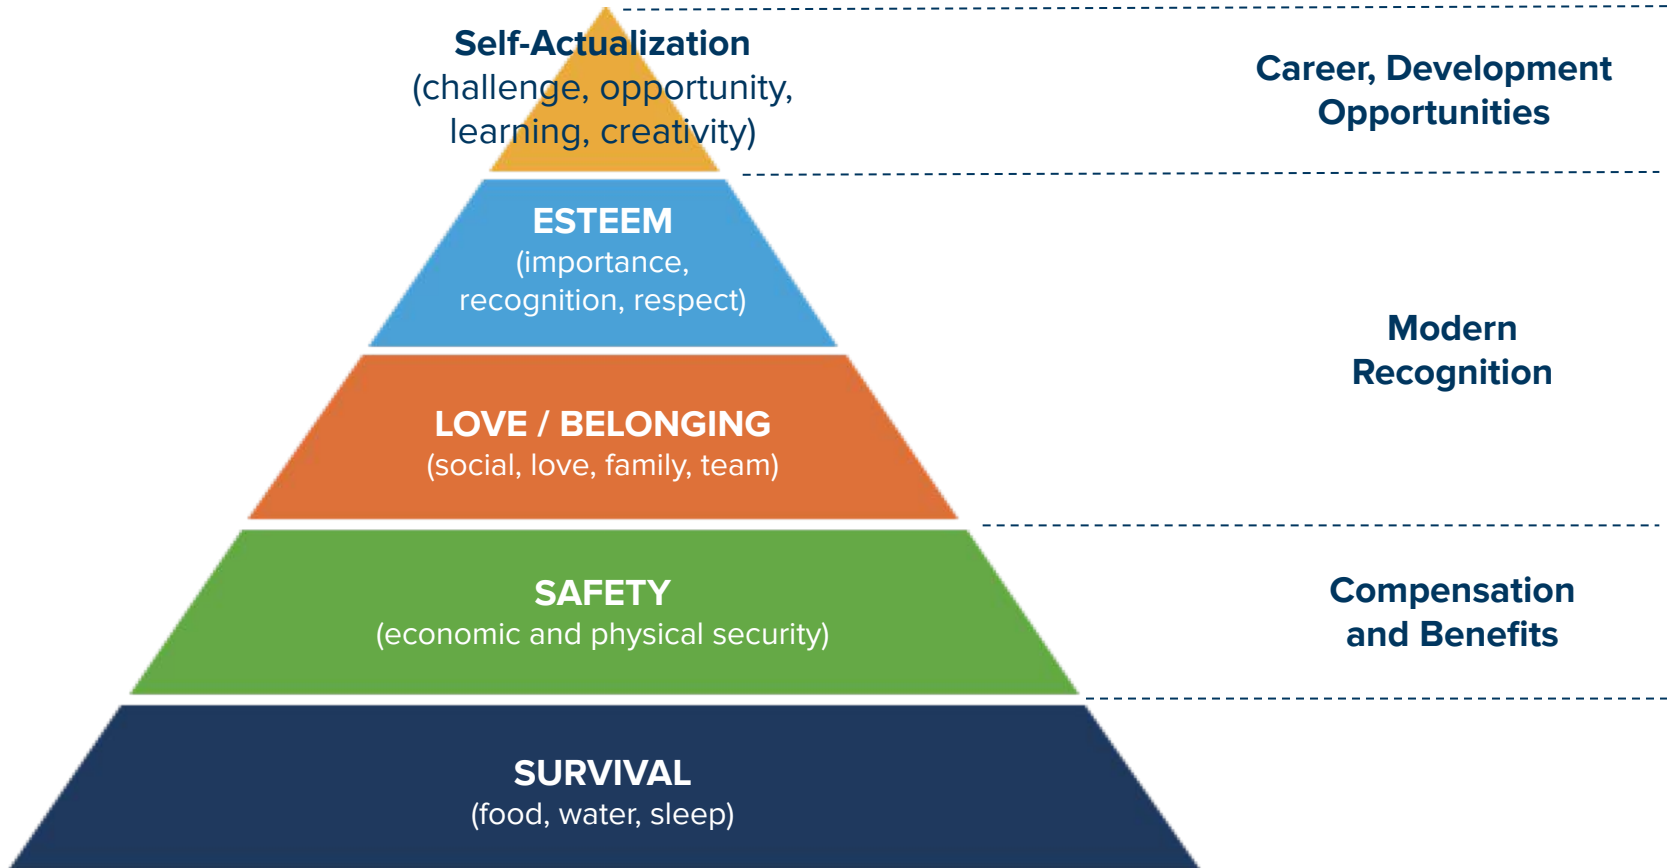 Self-Actualization
(challenge, opportunity,
learning, creativity)
Career, Development
Opportunities
ESTEEM
(importance,
recognition, respect)
Modern
Recognition
LOVE / BELONGING
(social, love, family, team)
SAFETY
(economic and physical security)
Compensation
and Benefits
SURVIVAL
(food, water, sleep)